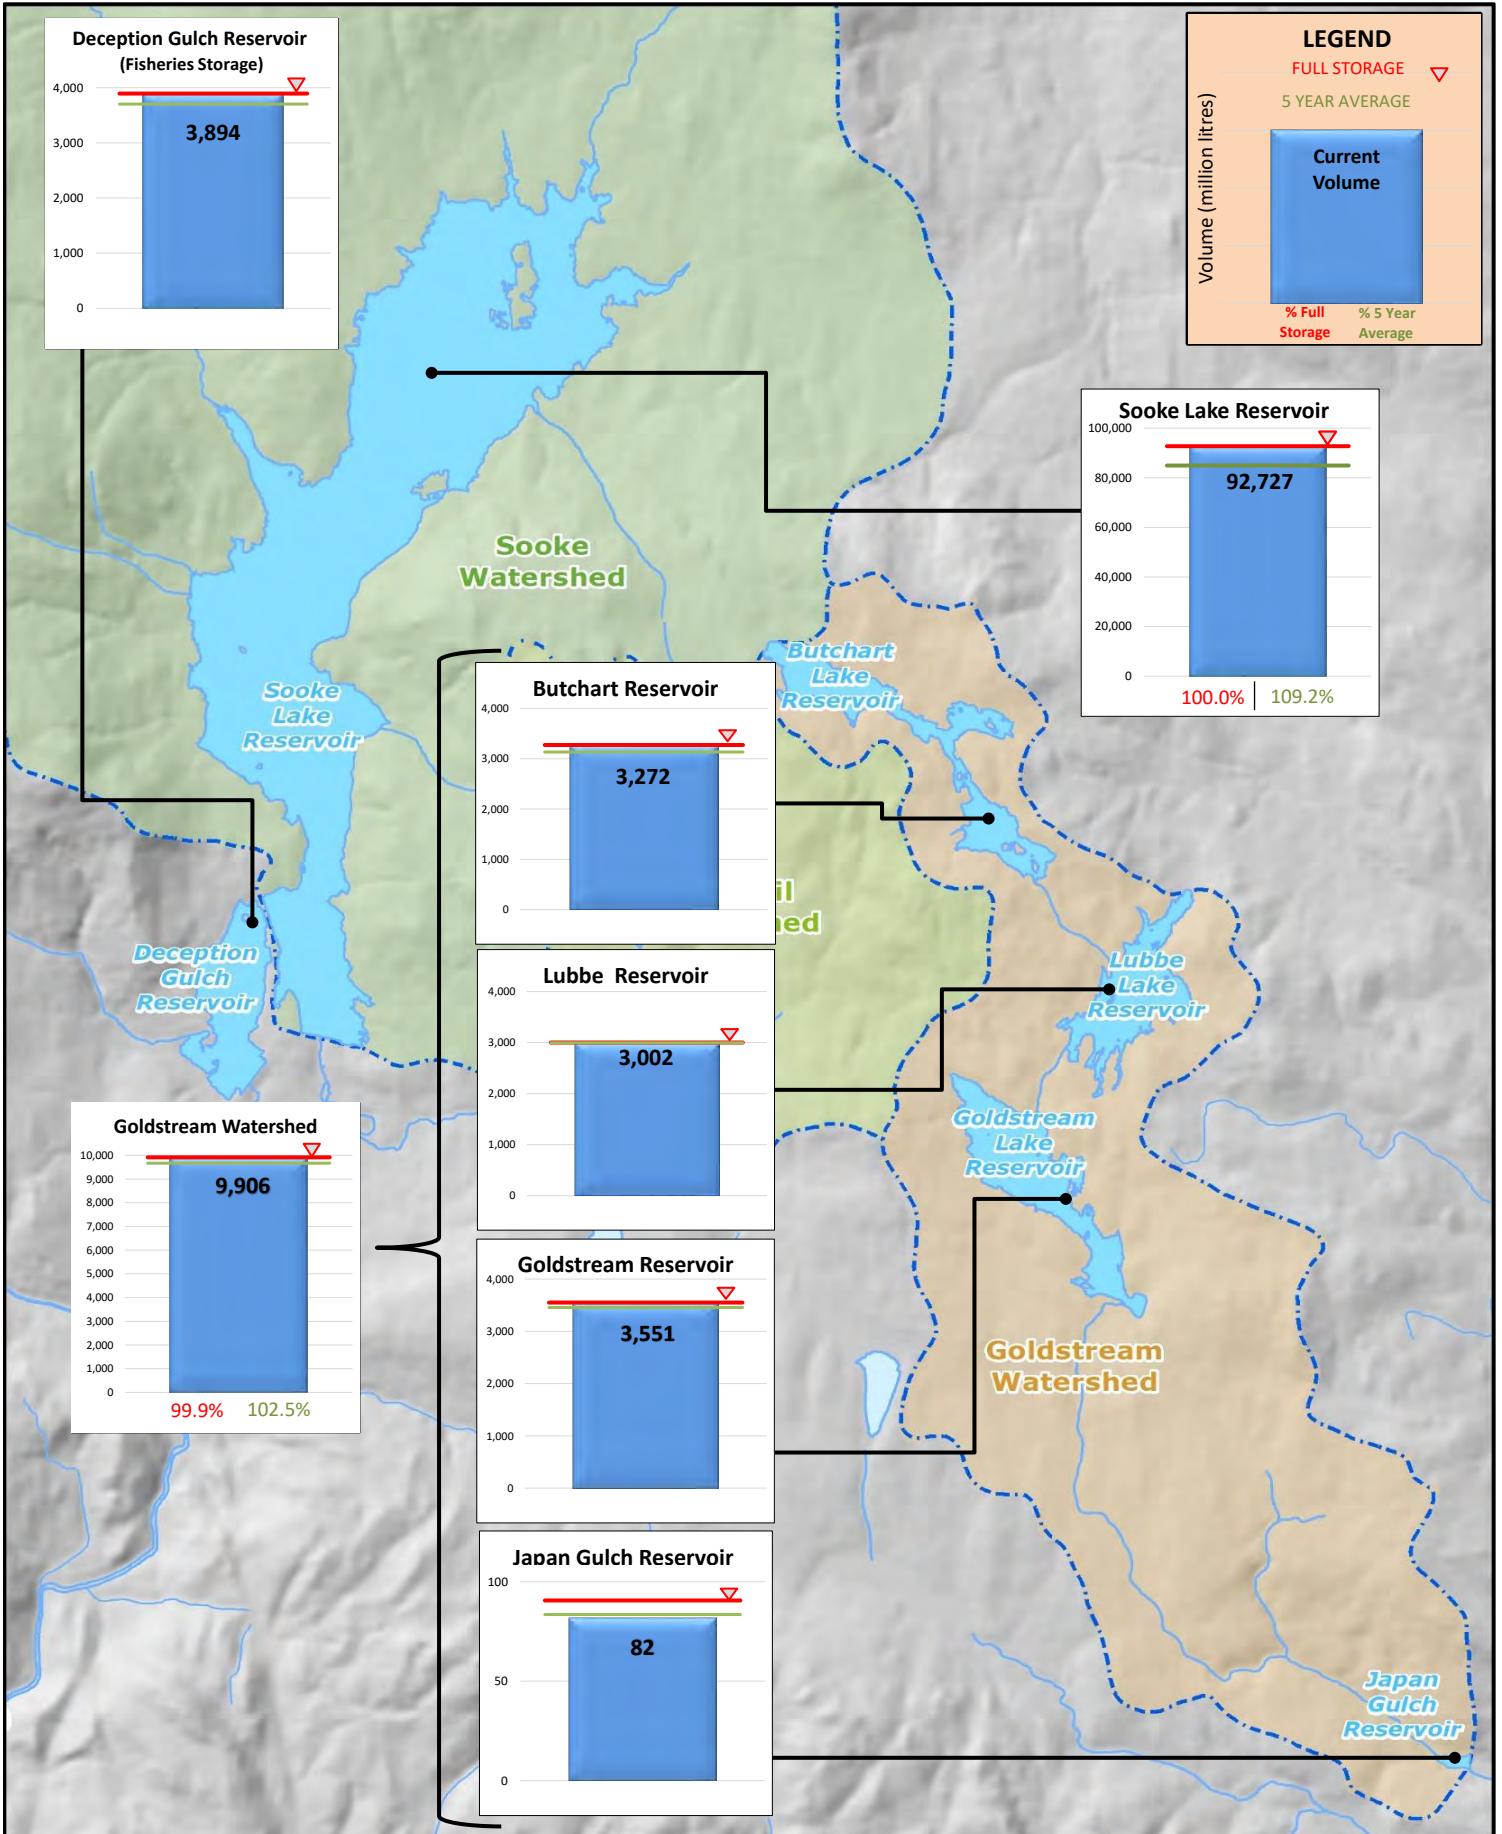 Deception Gulch Reservoir
(Fisheries Storage)
4,000
3,000
2,000
1,000
0
3,894
LEGEND
FULL STORAGE
5 YEAR AVERAGE
Volume (million litres)
Current
Volume
% Full
Storage
% 5 Year
Average
Sooke Lake Reservoir
100,000
80,000
60,000
40,000
20,000
0
92,727
100.0%
109.2%
Sooke
Watershed
Sooke
Lake
Reservoir
Butchart
Lake
Reservoir
Butchart Reservoir
4,000
3,000
2,000
1,000
0
3,272
il
ed
Deception
Gulch
Reservoir
Lubbe
Lake
Reservoir
Lubbe Reservoir
4,000
3,000
2,000
1,000
0
3,002
Goldstream
Lake
Reservoir
Goldstream Watershed
10,000
9,000
8,000
7,000
6,000
5,000
4,000
3,000
2,000
1,000
0
9,906
99.9%
102.5%
Goldstream Reservoir
4,000
3,000
2,000
1,000
0
3,551
Goldstream
Watershed
Japan Gulch Reservoir
100
50
0
82
Japan
Gulch
Reservoir